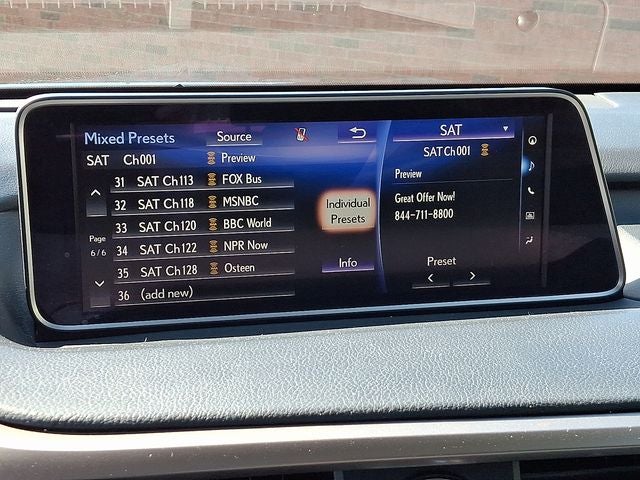 Mixed Presets
Source
SAT Ch001
Preview
31 SAT Ch113 FOX Bus
32 SAT Ch118 MSNBC
33 SAT Ch120 BBC World
34 SAT Ch122 NPR Now
35 SAT Ch128 Osteen
36 (add new)
Page
6/6
Individual
Presets
Info
SAT
SAT Ch001
Preview
Great Offer Now!
844-711-8800
Preset
< >